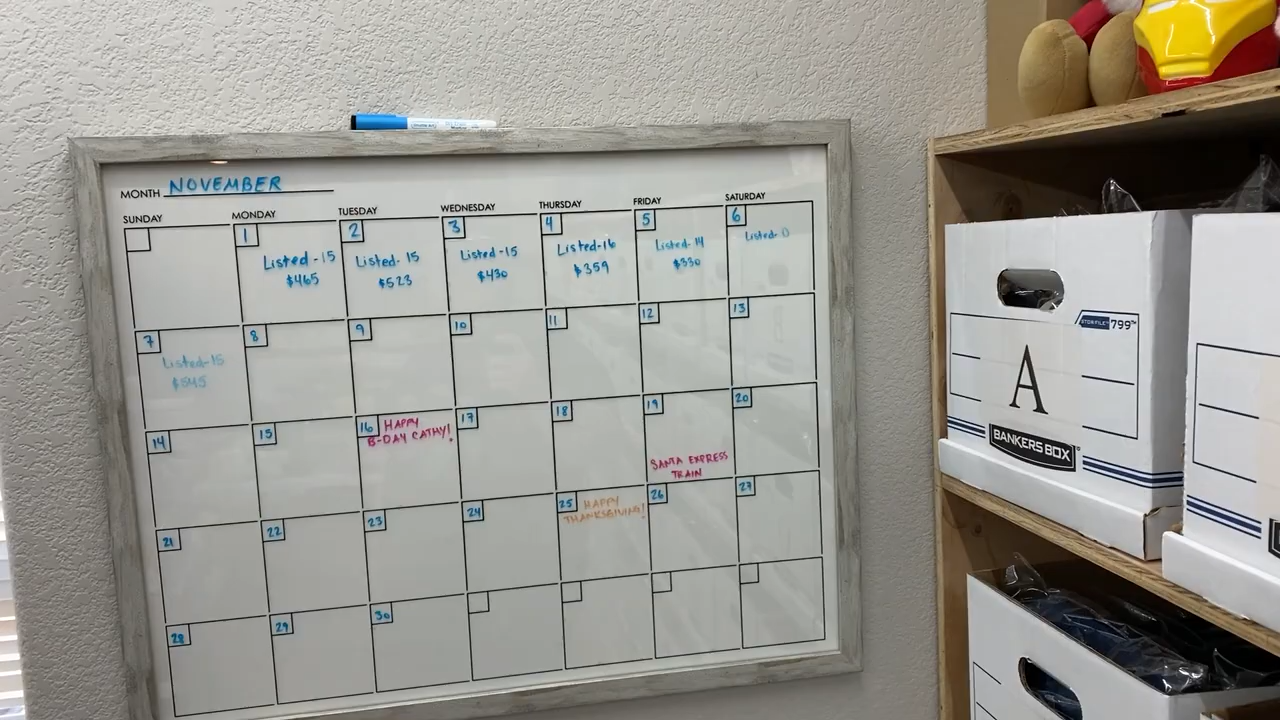 MONTH NOVEMBER
SUNDAY MONDAY TUESDAY WEDNESDAY THURSDAY FRIDAY SATURDAY
1 2 3 4 5 6
Listed-15 Listed-15 Listed-15 Listed-16 Listed-14 Listed-0
$465 $523 $430 $359 $330
7 8 9 10 11 12 13
Listed-15
$545
14 15 16 17 18 19 20
HAPPY
B-DAY CATHY!
SANTA EXPRESS
TRAIN
21 22 23 24 25 26 27
HAPPY
THANKSGIVING!
28 29 30
STOR/FILE™ 799™
A
BANKERS BOX